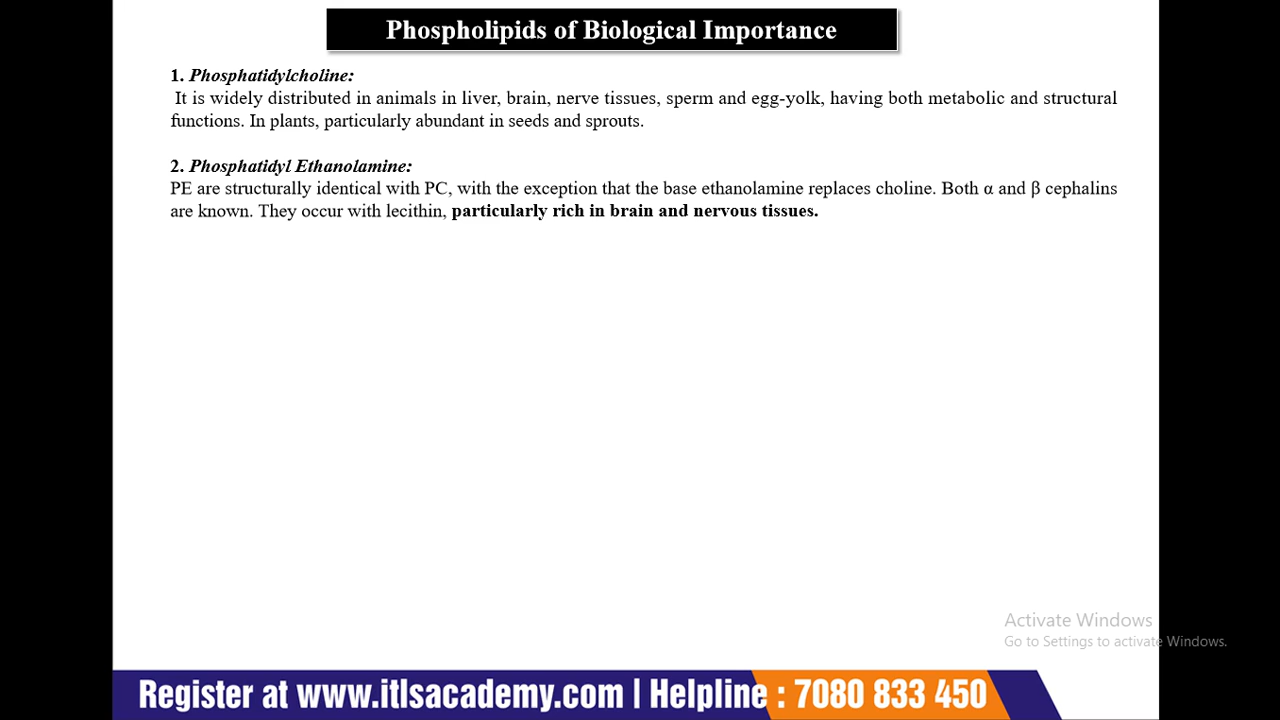 Phospholipids of Biological Importance
1. Phosphatidylcholine:
It is widely distributed in animals in liver, brain, nerve tissues, sperm and egg-yolk, having both metabolic and structural
functions. In plants, particularly abundant in seeds and sprouts.
2. Phosphatidyl Ethanolamine:
PE are structurally identical with PC, with the exception that the base ethanolamine replaces choline. Both α and β cephalins
are known. They occur with lecithin, particularly rich in brain and nervous tissues.
Activate Windows
Go to Settings to activate Windows.
Register at www.itlsacademy.com | Helpline : 7080 833 450